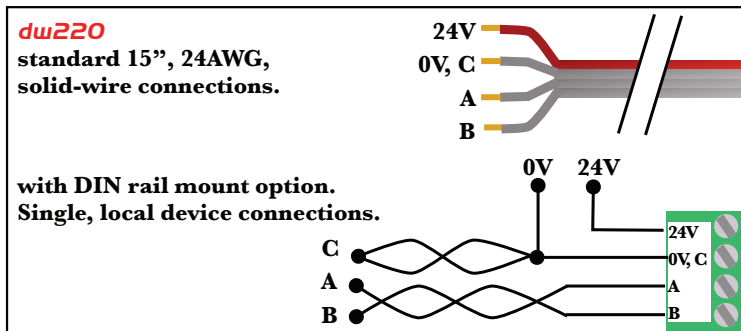 dw220
standard 15”, 24AWG,
solid-wire connections.
24V
0V, C
A
B
with DIN rail mount option.
Single, local device connections.
0V 24V
C
A
B
24V
0V, C
A
B